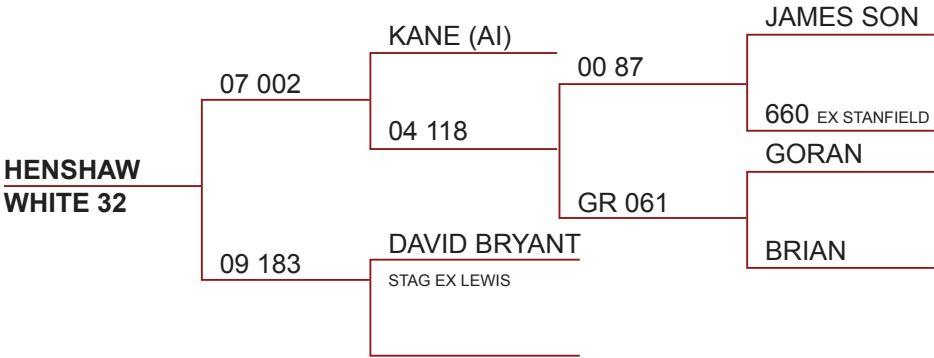 JAMES SON
KANE (AI)
00 87
07 002
660 EX STANFIELD
04 118
GORAN
HENSHAW
WHITE 32
GR 061
DAVID BRYANT
BRIAN
09 183
STAG EX LEWIS